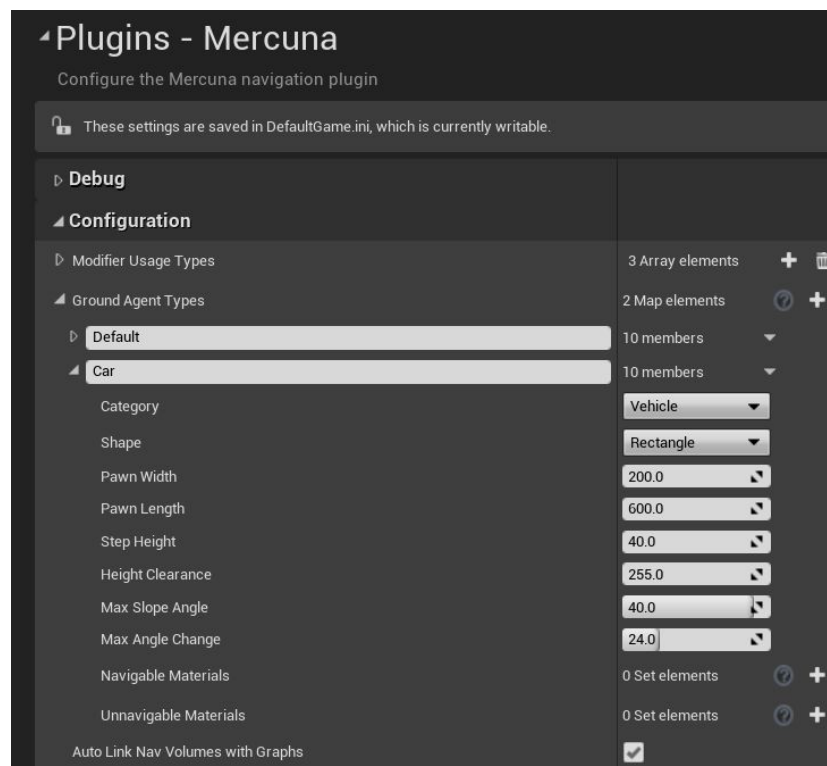 Plugins - Mercuna
Configure the Mercuna navigation plugin
These settings are saved in DefaultGame.ini, which is currently writable.
Debug
Configuration
Modifier Usage Types 3 Array elements
Ground Agent Types 2 Map elements
Default 10 members
Car 10 members
Category Vehicle
Shape Rectangle
Pawn Width 200.0
Pawn Length 600.0
Step Height 40.0
Height Clearance 255.0
Max Slope Angle 40.0
Max Angle Change 24.0
Navigable Materials 0 Set elements
Unnavigable Materials 0 Set elements
Auto Link Nav Volumes with Graphs